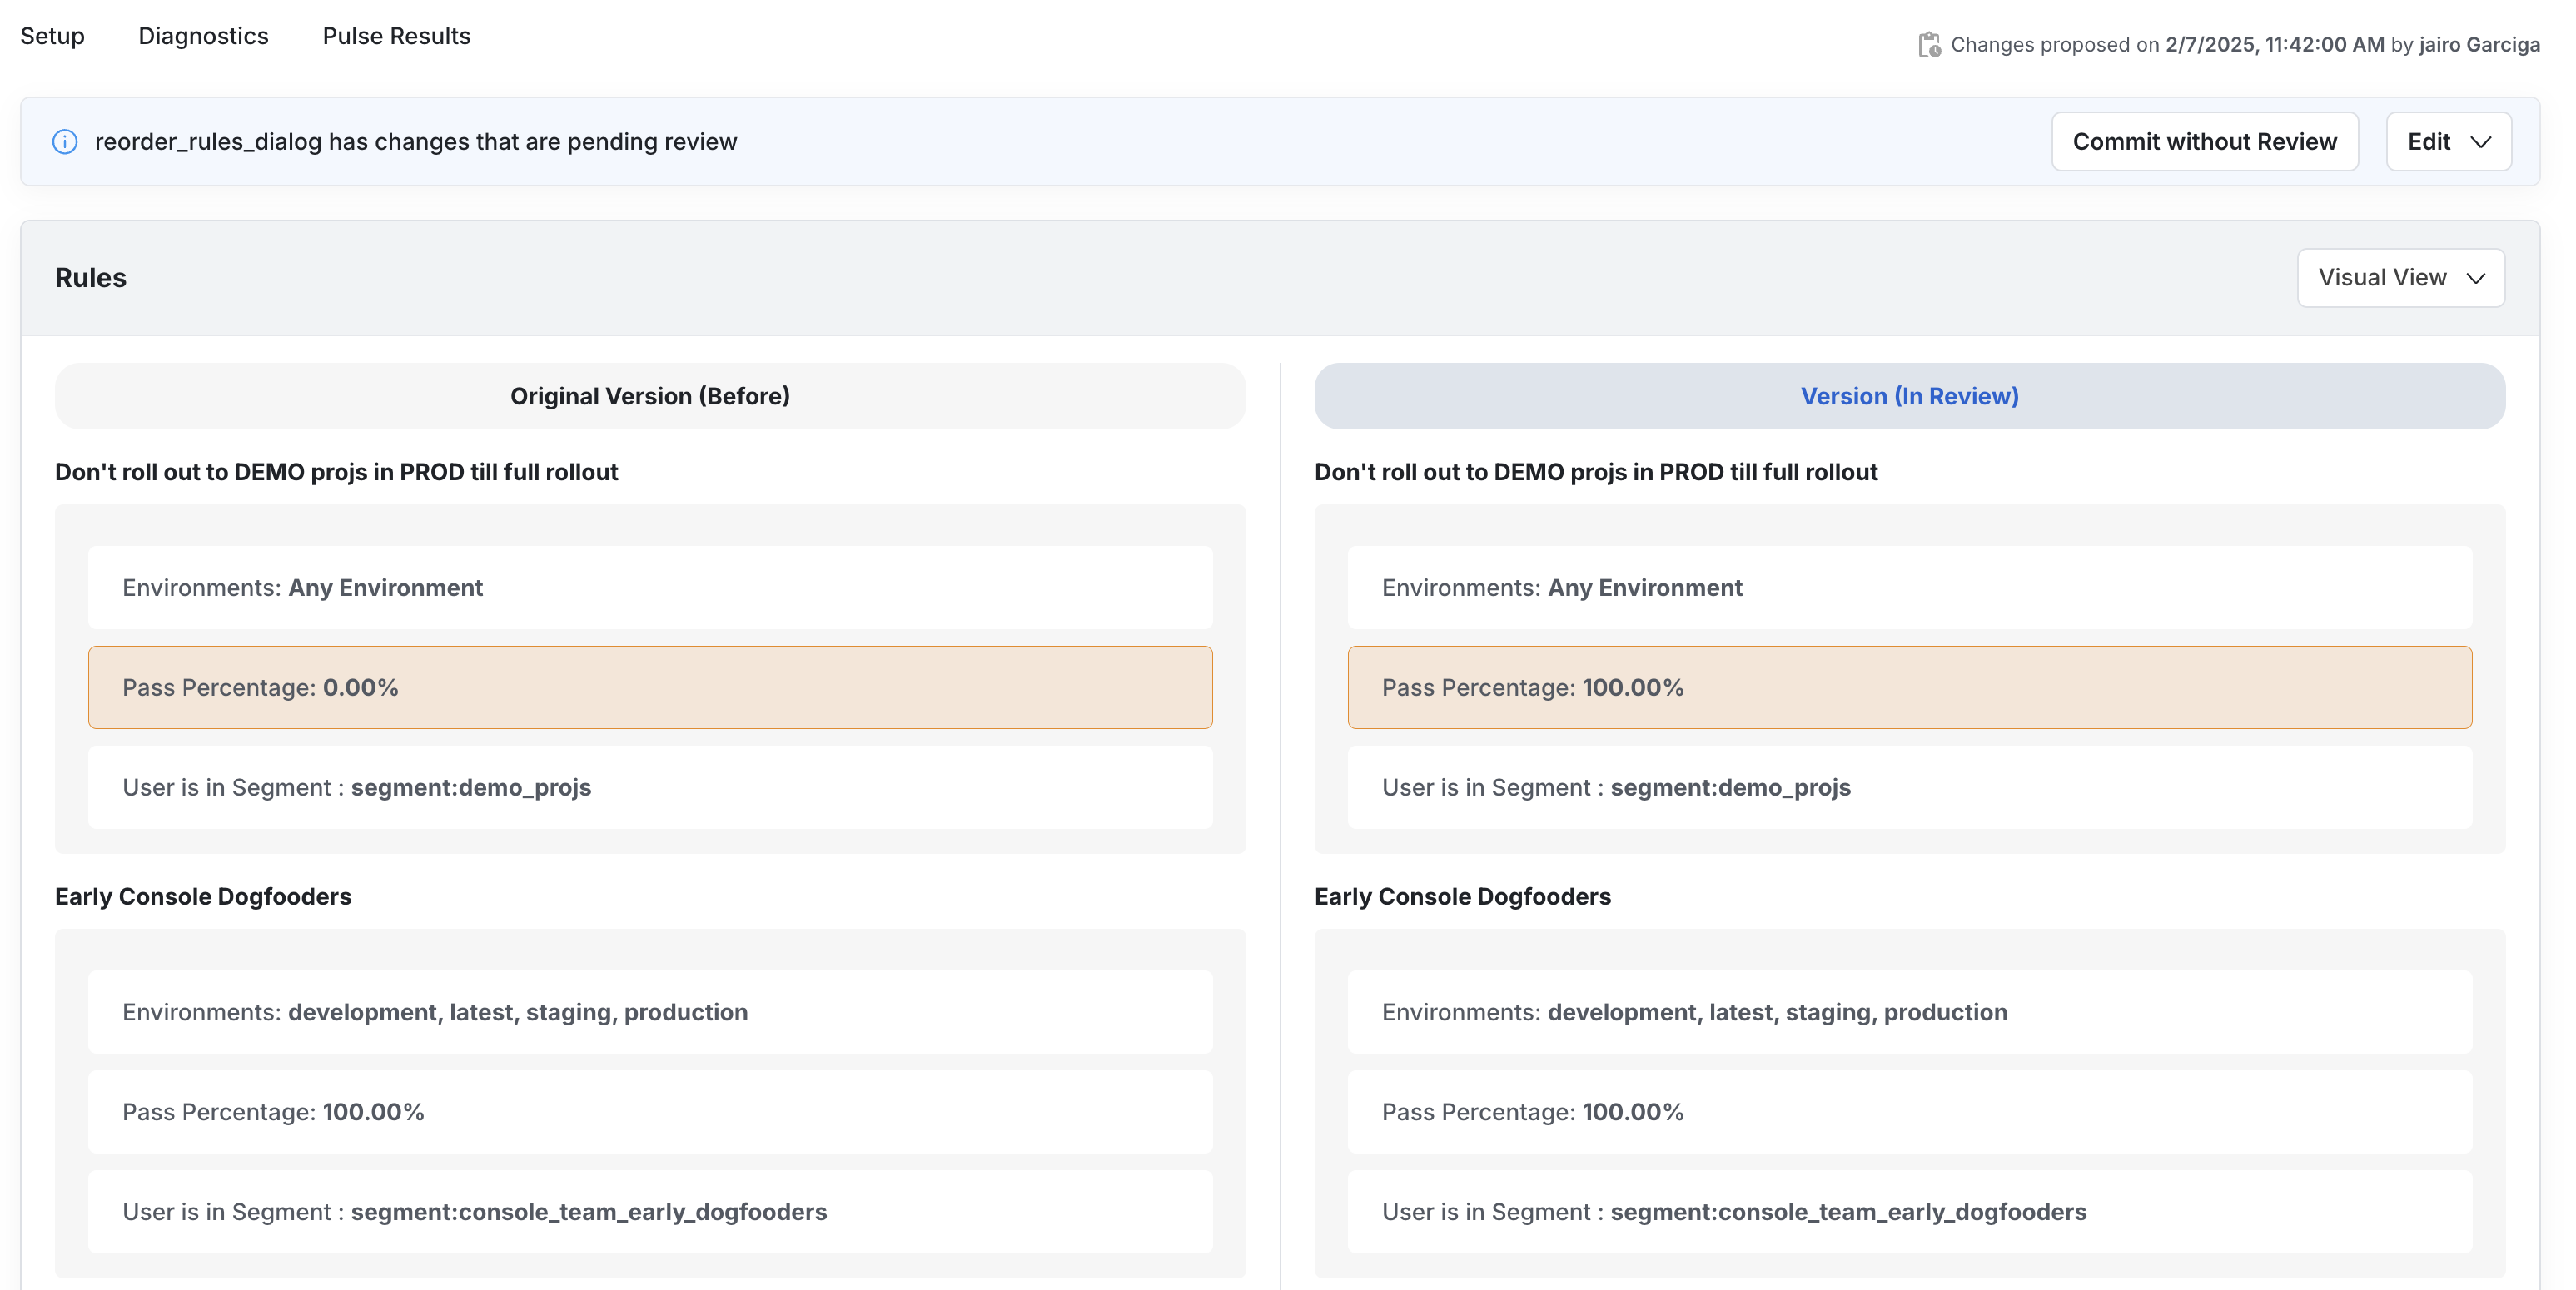 Setup Diagnostics Pulse Results
Changes proposed on 2/7/2025, 11:42:00 AM by jairo Garciga
reorder_rules_dialog has changes that are pending review
Commit without Review
Edit
Rules
Visual View
Original Version (Before)
Don't roll out to DEMO projs in PROD till full rollout
Environments: Any Environment
Pass Percentage: 0.00%
User is in Segment : segment:demo_projs
Early Console Dogfooders
Environments: development, latest, staging, production
Pass Percentage: 100.00%
User is in Segment : segment:console_team_early_dogfooders
Version (In Review)
Don't roll out to DEMO projs in PROD till full rollout
Environments: Any Environment
Pass Percentage: 100.00%
User is in Segment : segment:demo_projs
Early Console Dogfooders
Environments: development, latest, staging, production
Pass Percentage: 100.00%
User is in Segment : segment:console_team_early_dogfooders